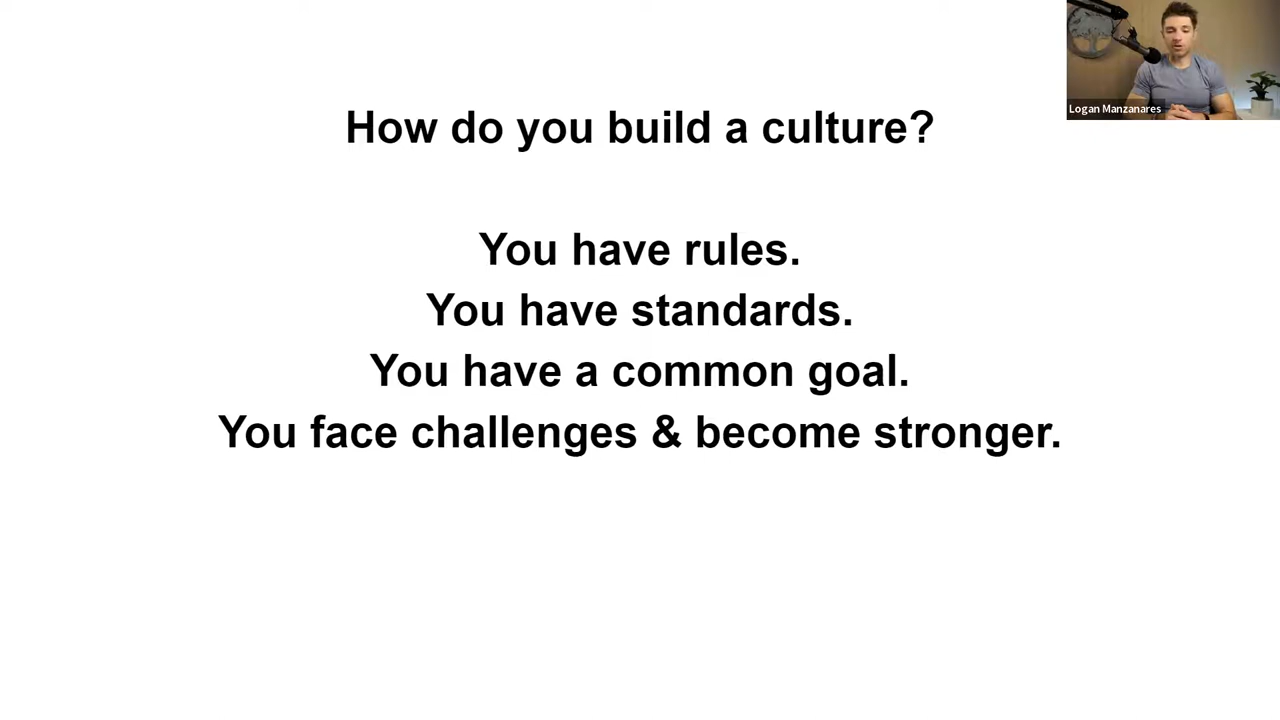 Logan Manzanares
How do you build a culture?
You have rules.
You have standards.
You have a common goal.
You face challenges & become stronger.